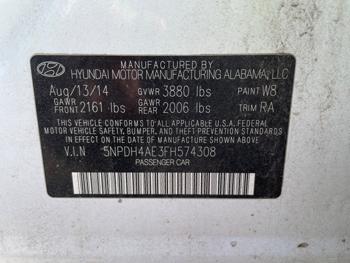 MANUFACTURED BY
HYUNDAI MOTOR MANUFACTURING ALABAMA, LLC
Aug/13/14 GVWR 3880 lbs PAINT W8
GAWR FRONT 2161 lbs GAWR REAR 2006 lbs TRIM RA
THIS VEHICLE CONFORMS TO ALL APPLICABLE U.S.A. FEDERAL
MOTOR VEHICLE SAFETY, BUMPER, AND THEFT PREVENTION STANDARDS
IN EFFECT ON THE DATE OF MANUFACTURE SHOWN ABOVE.
V.I.N 5NPDH4AE3FH574308
PASSENGER CAR